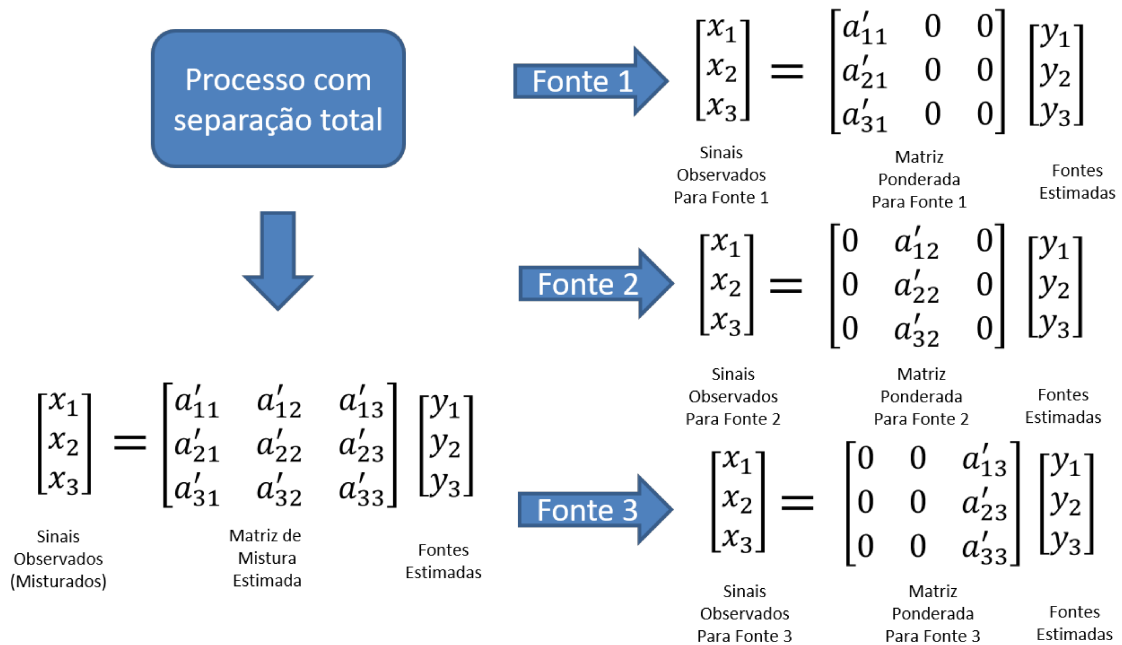 Processo com
separação total
Fonte 1
x₁
x₂
x₃
=
a′₁₁ 0 0
a′₂₁ 0 0
a′₃₁ 0 0
y₁
y₂
y₃
Sinais
Observados
Para Fonte 1
Matriz
Ponderada
Para Fonte 1
Fontes
Estimadas
Fonte 2
x₁
x₂
x₃
=
0 a′₁₂ 0
0 a′₂₂ 0
0 a′₃₂ 0
y₁
y₂
y₃
Sinais
Observados
Para Fonte 2
Matriz
Ponderada
Para Fonte 2
Fontes
Estimadas
x₁
x₂
x₃
=
a′₁₁ a′₁₂ a′₁₃
a′₂₁ a′₂₂ a′₂₃
a′₃₁ a′₃₂ a′₃₃
y₁
y₂
y₃
Sinais
Observados
(Misturados)
Matriz de
Mistura
Estimada
Fontes
Estimadas
Fonte 3
x₁
x₂
x₃
=
0 0 a′₁₃
0 0 a′₂₃
0 0 a′₃₃
y₁
y₂
y₃
Sinais
Observados
Para Fonte 3
Matriz
Ponderada
Para Fonte 3
Fontes
Estimadas